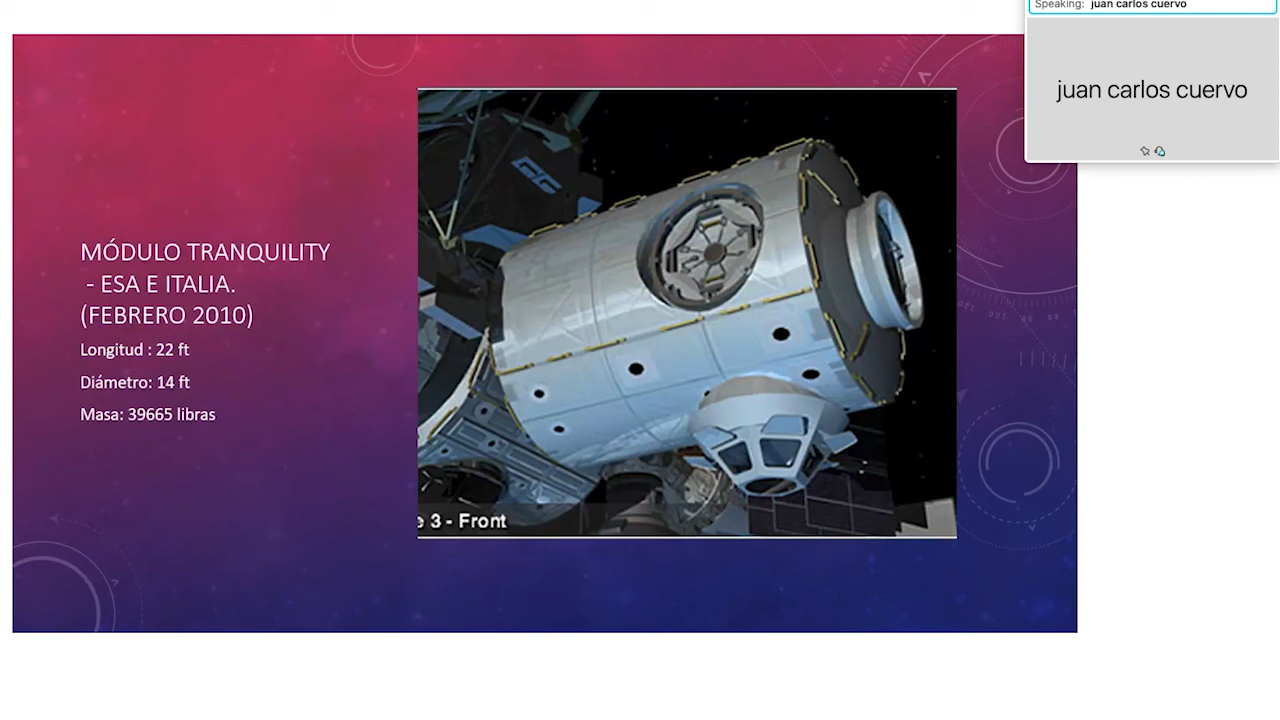 Speaking: juan carlos cuervo
juan carlos cuervo
MÓDULO TRANQUILITY
- ESA E ITALIA.
(FEBRERO 2010)
Longitud : 22 ft
Diámetro: 14 ft
Masa: 39665 libras
e 3 - Front